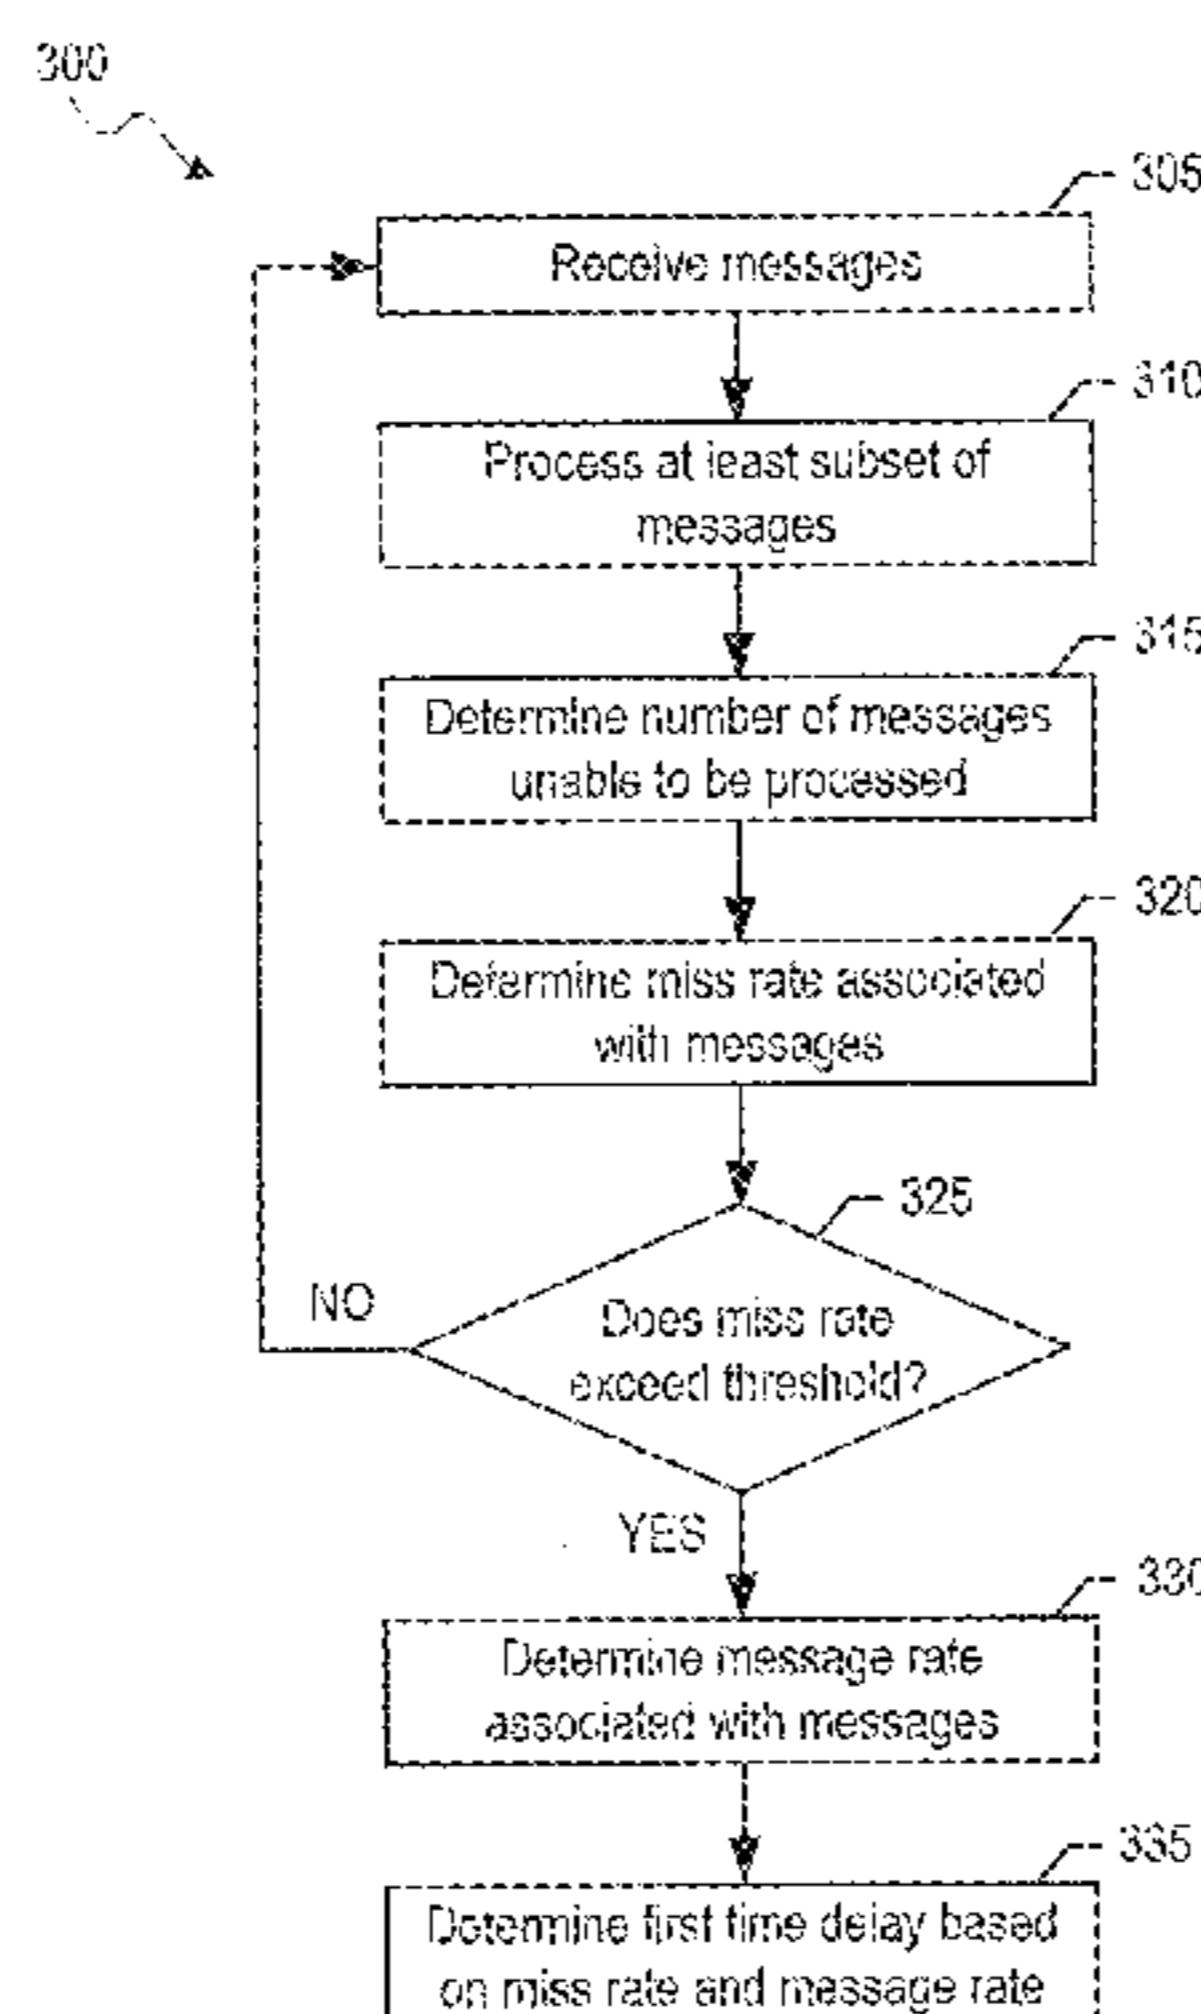 300
305
Receive messages
310
Process at least subset of
messages
315
Determine number of messages
unable to be processed
320
Determine miss rate associated
with messages
325
Does miss rate
exceed threshold?
NO
YES
330
Determine message rate
associated with messages
335
Determine first time delay based
on miss rate and message rate